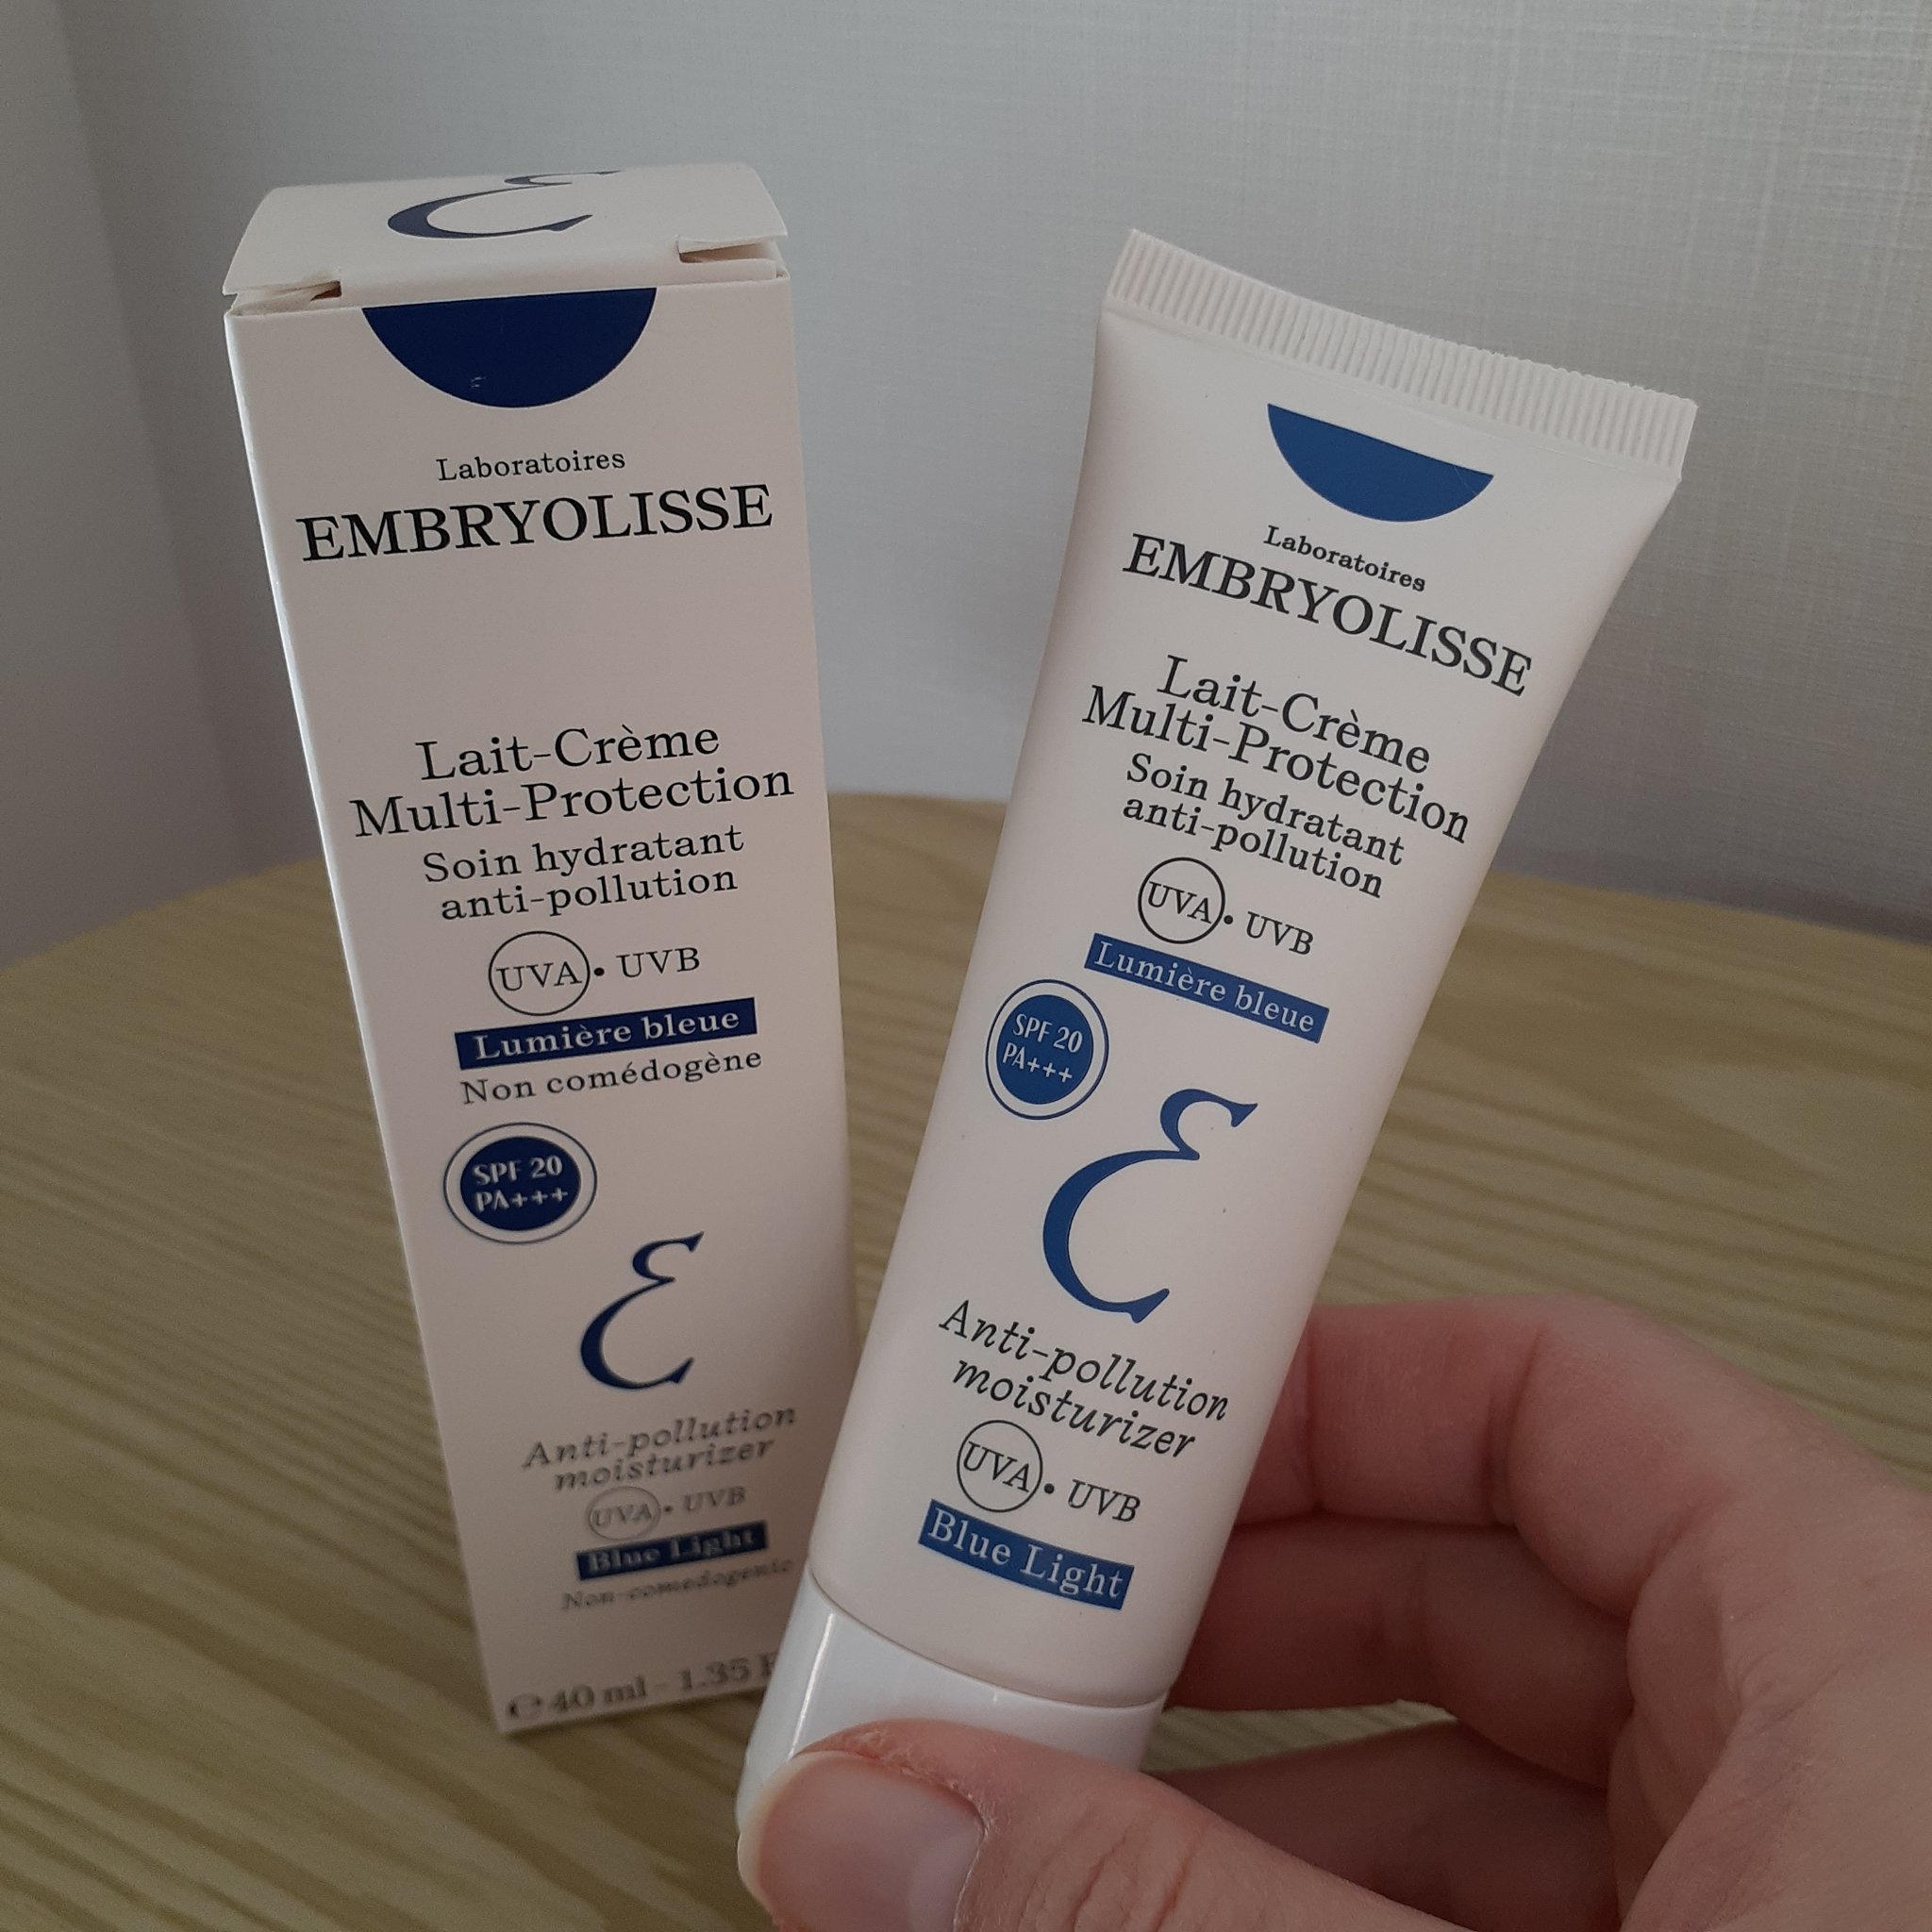 Laboratoires
EMBRYOLISSE
Lait-Crème
Multi-Protection
Soin hydratant
anti-pollution
UVA • UVB
Lumière bleue
Non comédogène
SPF 20
PA+++
Ɛ
Anti-pollution
moisturizer
UVA • UVB
Blue Light
Non-comedogenic
℮ 40 ml - 1.35
Laboratoires
EMBRYOLISSE
Lait-Crème
Multi-Protection
Soin hydratant
anti-pollution
UVA • UVB
Lumière bleue
SPF 20
PA+++
Ɛ
Anti-pollution
moisturizer
UVA • UVB
Blue Light